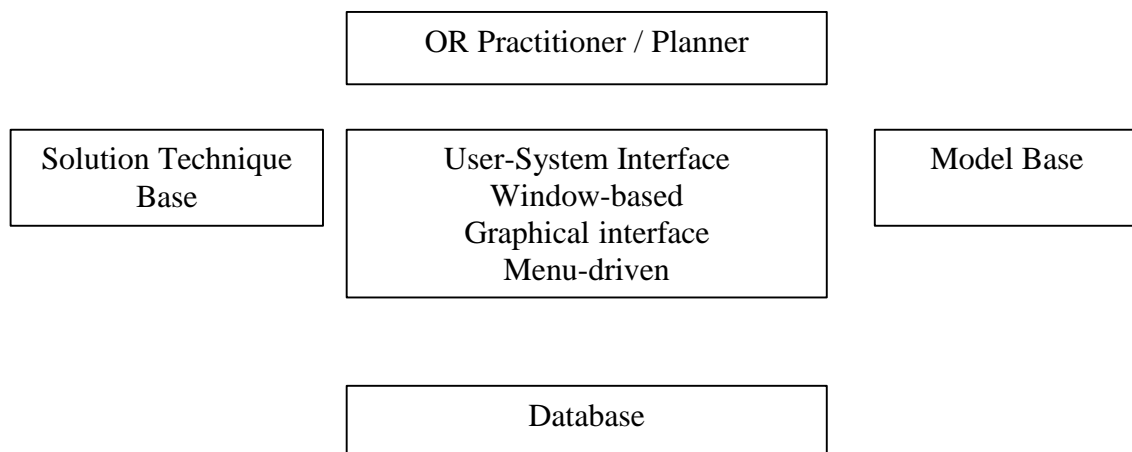 OR Practitioner / Planner
Solution Technique
Base
User-System Interface
Window-based
Graphical interface
Menu-driven
Model Base
Database